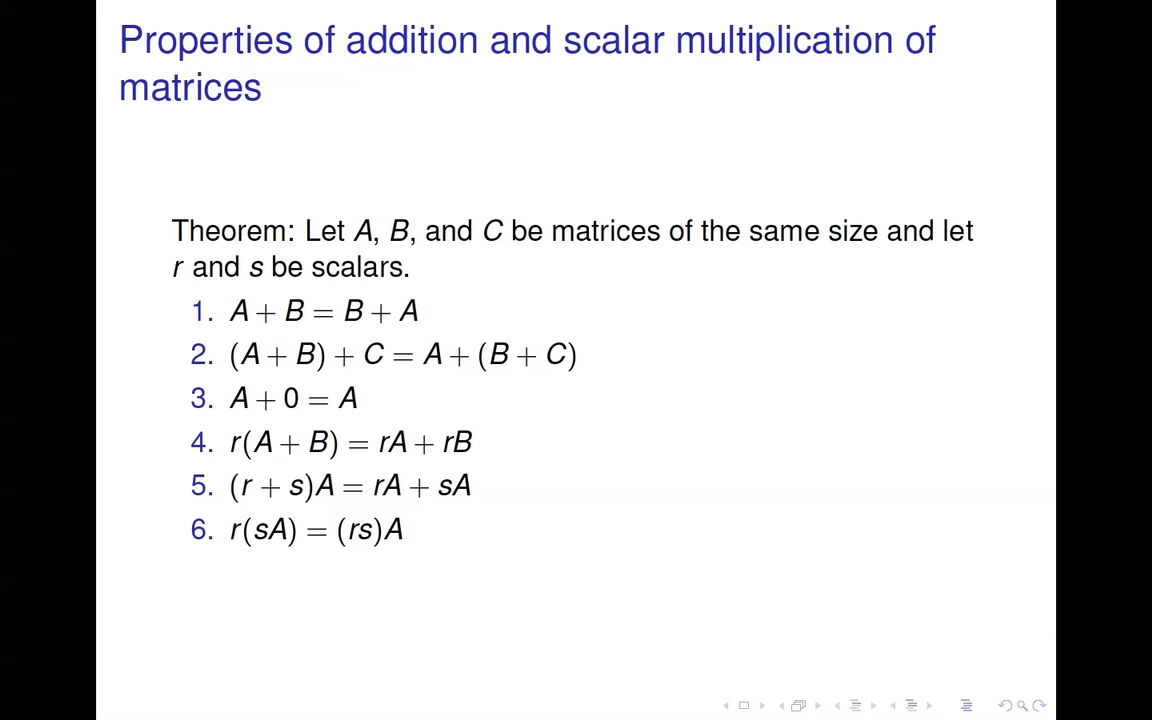 Properties of addition and scalar multiplication of
matrices
Theorem: Let A, B, and C be matrices of the same size and let
r and s be scalars.
1. A + B = B + A
2. (A + B) + C = A + (B + C)
3. A + 0 = A
4. r(A + B) = rA + rB
5. (r + s)A = rA + sA
6. r(sA) = (rs)A